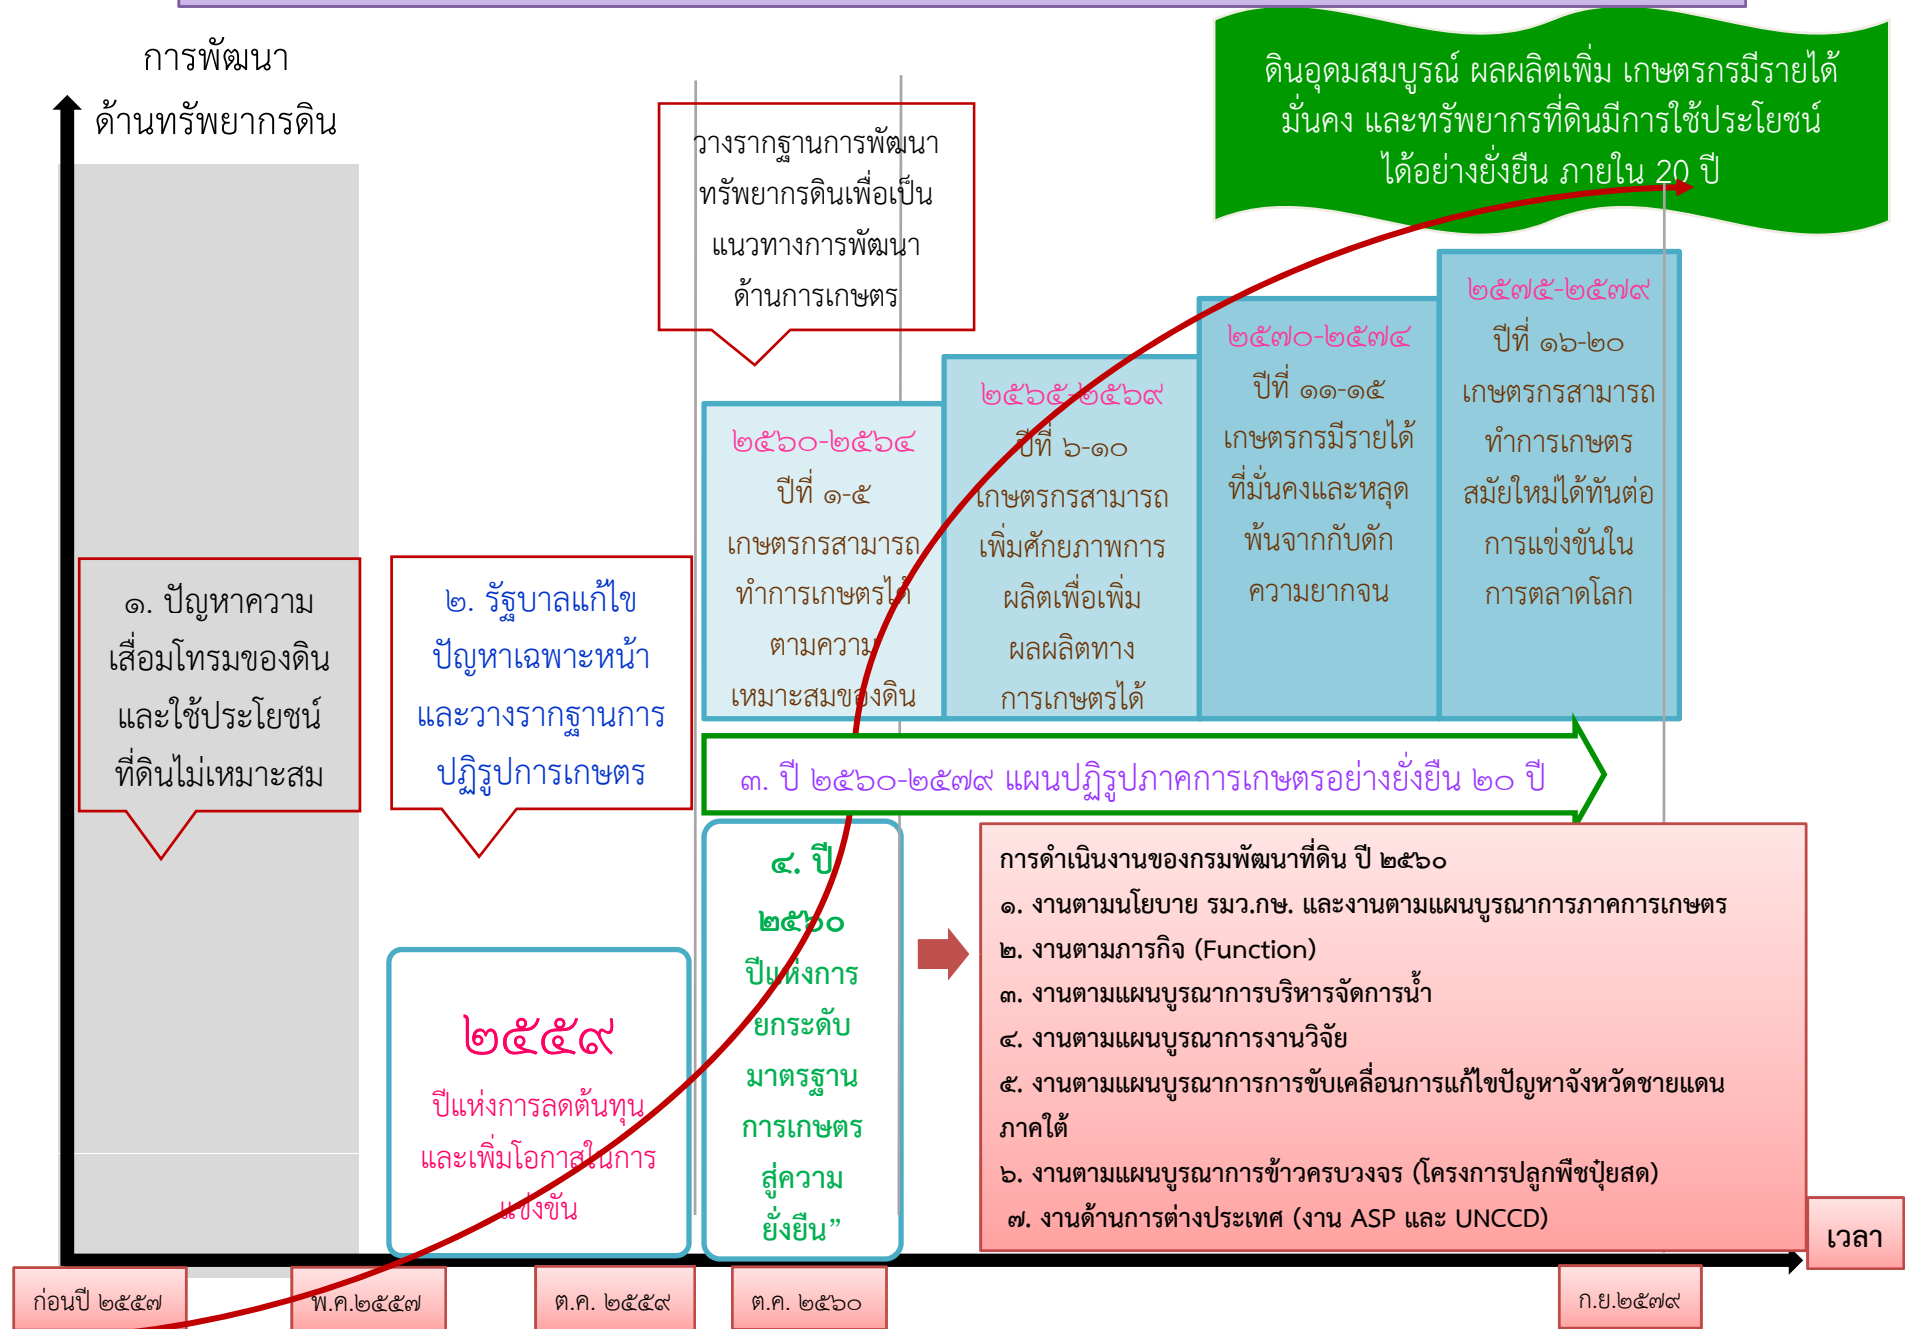 การพัฒนา
ด้านทรัพยากรดิน
ดินอุดมสมบูรณ์ ผลผลิตเพิ่ม เกษตรกรมีรายได้
มั่นคง และทรัพยากรที่ดินมีการใช้ประโยชน์
ได้อย่างยั่งยืน ภายใน 20 ปี
วางรากฐานการพัฒนา
ทรัพยากรดินเพื่อเป็น
แนวทางการพัฒนา
ด้านการเกษตร
๑. ปัญหาความ
เสื่อมโทรมของดิน
และใช้ประโยชน์
ที่ดินไม่เหมาะสม
๒. รัฐบาลแก้ไข
ปัญหาเฉพาะหน้า
และวางรากฐานการ
ปฏิรูปการเกษตร
๒๕๖๐-๒๕๖๔
ปีที่ ๑-๕
เกษตรกรสามารถ
ทำการเกษตรได้
ตามความ
เหมาะสมของดิน
๒๕๖๕-๒๕๖๙
ปีที่ ๖-๑๐
เกษตรกรสามารถ
เพิ่มศักยภาพการ
ผลิตเพื่อเพิ่ม
ผลผลิตทาง
การเกษตรได้
๒๕๗๐-๒๕๗๔
ปีที่ ๑๑-๑๕
เกษตรกรมีรายได้
ที่มั่นคงและหลุด
พ้นจากกับดัก
ความยากจน
๒๕๗๕-๒๕๗๙
ปีที่ ๑๖-๒๐
เกษตรกรสามารถ
ทำการเกษตร
สมัยใหม่ได้ทันต่อ
การแข่งขันใน
การตลาดโลก
๓. ปี ๒๕๖๐-๒๕๗๙ แผนปฏิรูปภาคการเกษตรอย่างยั่งยืน ๒๐ ปี
๒๕๕๙
ปีแห่งการลดต้นทุน
และเพิ่มโอกาสในการ
แข่งขัน
๔. ปี
๒๕๖๐
ปีแห่งการ
ยกระดับ
มาตรฐาน
การเกษตร
สู่ความ
ยั่งยืน”
การดำเนินงานของกรมพัฒนาที่ดิน ปี ๒๕๖๐
๑. งานตามนโยบาย รมว.กษ. และงานตามแผนบูรณาการภาคการเกษตร
๒. งานตามภารกิจ (Function)
๓. งานตามแผนบูรณาการบริหารจัดการน้ำ
๔. งานตามแผนบูรณาการงานวิจัย
๕. งานตามแผนบูรณาการการขับเคลื่อนการแก้ไขปัญหาจังหวัดชายแดน
ภาคใต้
๖. งานตามแผนบูรณาการข้าวครบวงจร (โครงการปลูกพืชปุ๋ยสด)
๗. งานด้านการต่างประเทศ (งาน ASP และ UNCCD)
เวลา
ก่อนปี ๒๕๕๗
พ.ค.๒๕๕๗
ต.ค. ๒๕๕๙
ต.ค. ๒๕๖๐
ก.ย.๒๕๗๙